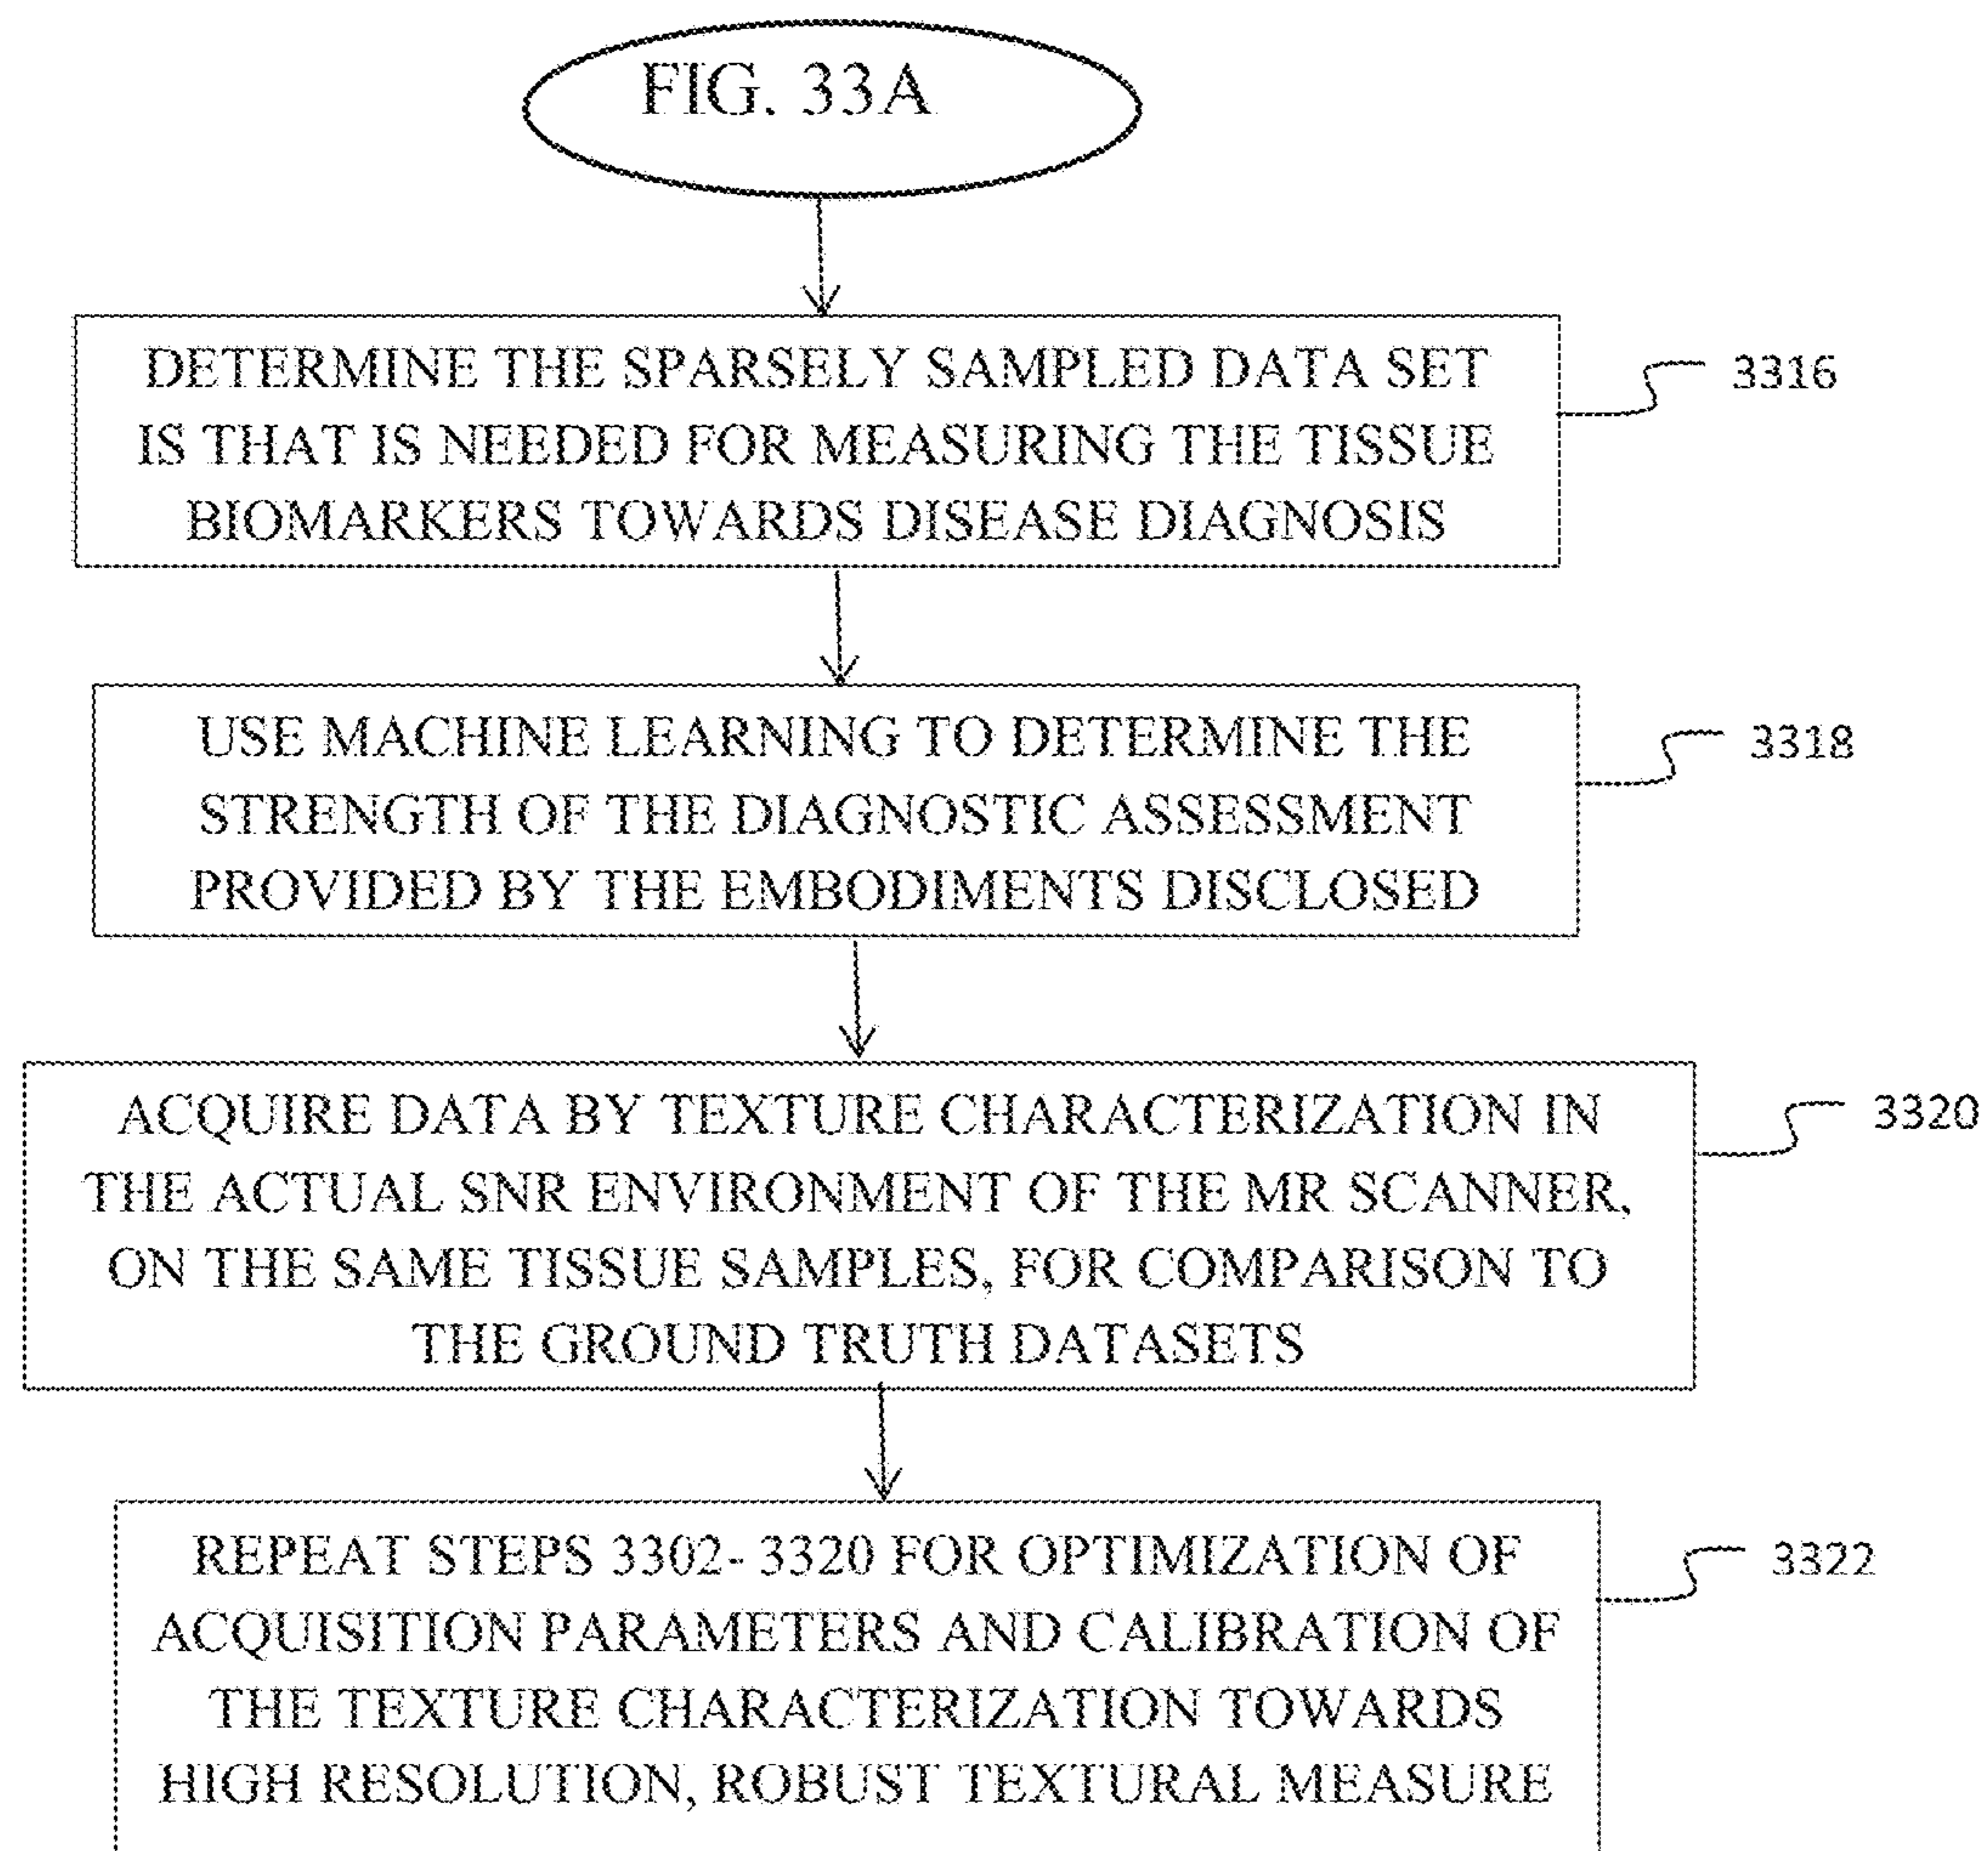 FIG. 33A
DETERMINE THE SPARSELY SAMPLED DATA SET
IS THAT IS NEEDED FOR MEASURING THE TISSUE
BIOMARKERS TOWARDS DISEASE DIAGNOSIS
3316
USE MACHINE LEARNING TO DETERMINE THE
STRENGTH OF THE DIAGNOSTIC ASSESSMENT
PROVIDED BY THE EMBODIMENTS DISCLOSED
3318
ACQUIRE DATA BY TEXTURE CHARACTERIZATION IN
THE ACTUAL SNR ENVIRONMENT OF THE MR SCANNER,
ON THE SAME TISSUE SAMPLES, FOR COMPARISON TO
THE GROUND TRUTH DATASETS
3320
REPEAT STEPS 3302- 3320 FOR OPTIMIZATION OF
ACQUISITION PARAMETERS AND CALIBRATION OF
THE TEXTURE CHARACTERIZATION TOWARDS
HIGH RESOLUTION, ROBUST TEXTURAL MEASURE
3322